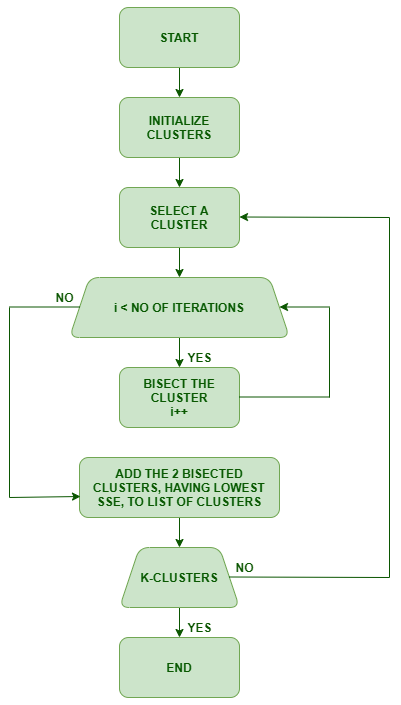 START
INITIALIZE
CLUSTERS
SELECT A
CLUSTER
NO
i < NO OF ITERATIONS
YES
BISECT THE
CLUSTER
i++
ADD THE 2 BISECTED
CLUSTERS, HAVING LOWEST
SSE, TO LIST OF CLUSTERS
K-CLUSTERS
NO
YES
END